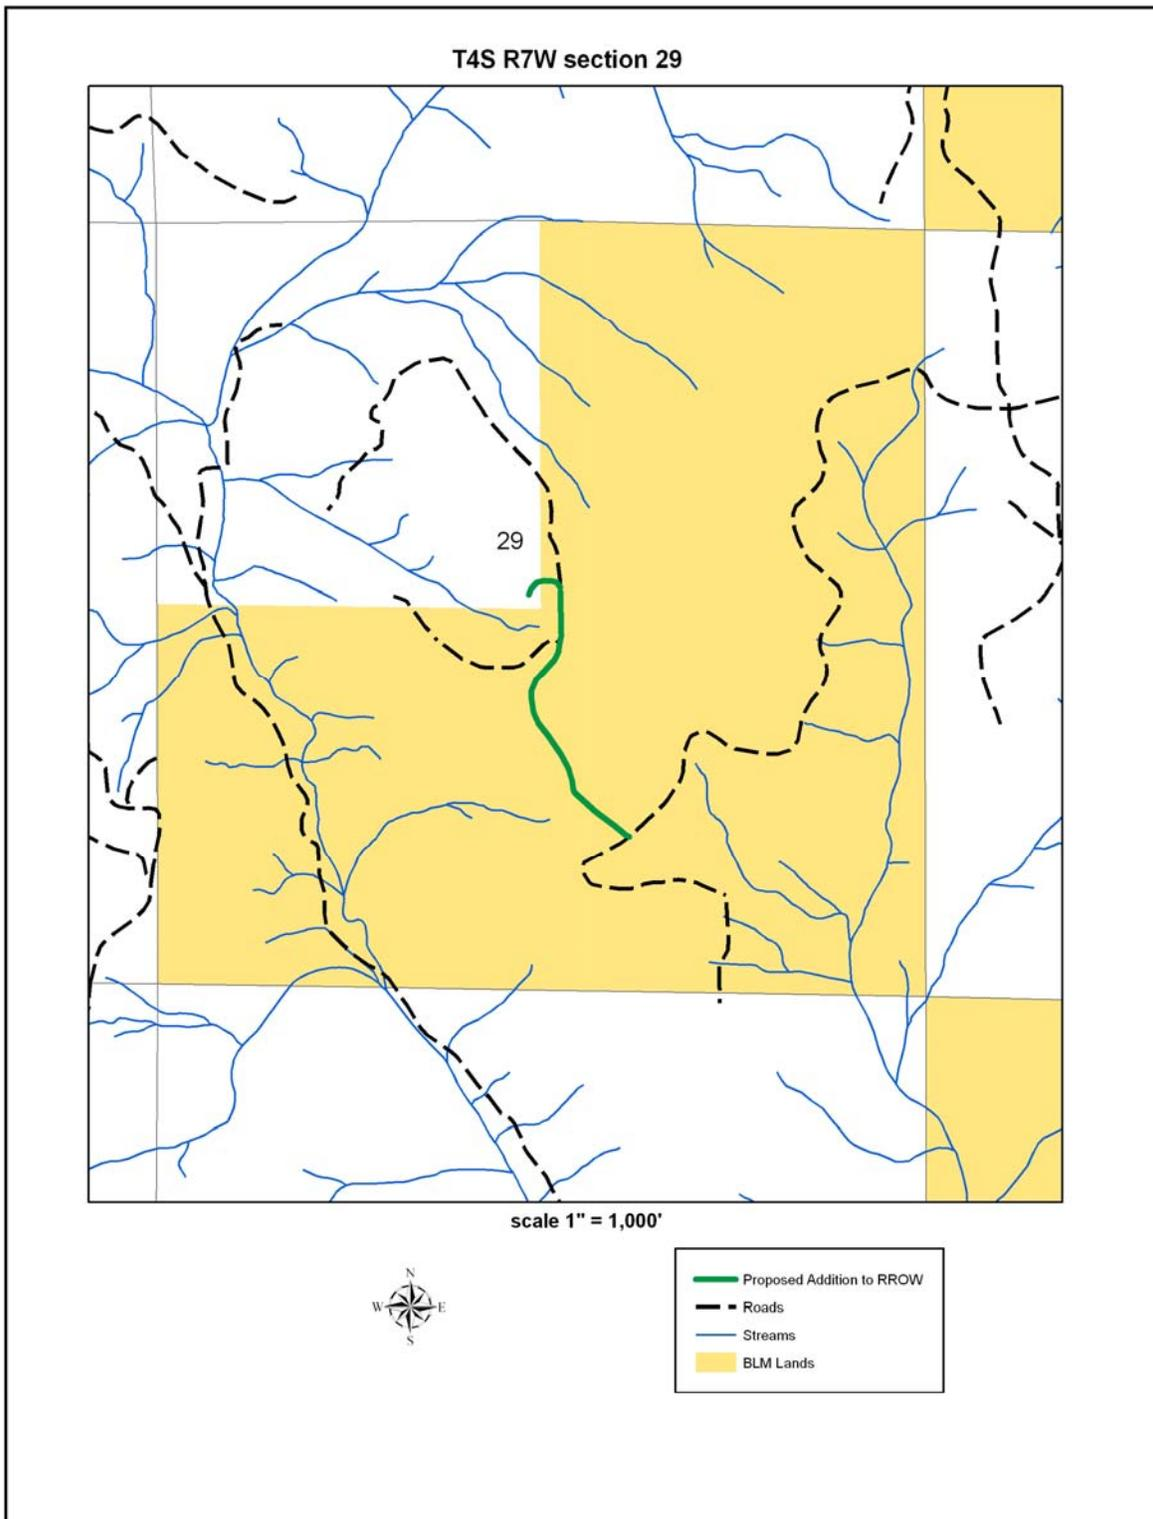 T4S R7W section 29
29
scale 1" = 1,000'
N
W E
S
Proposed Addition to RROW
Roads
Streams
BLM Lands